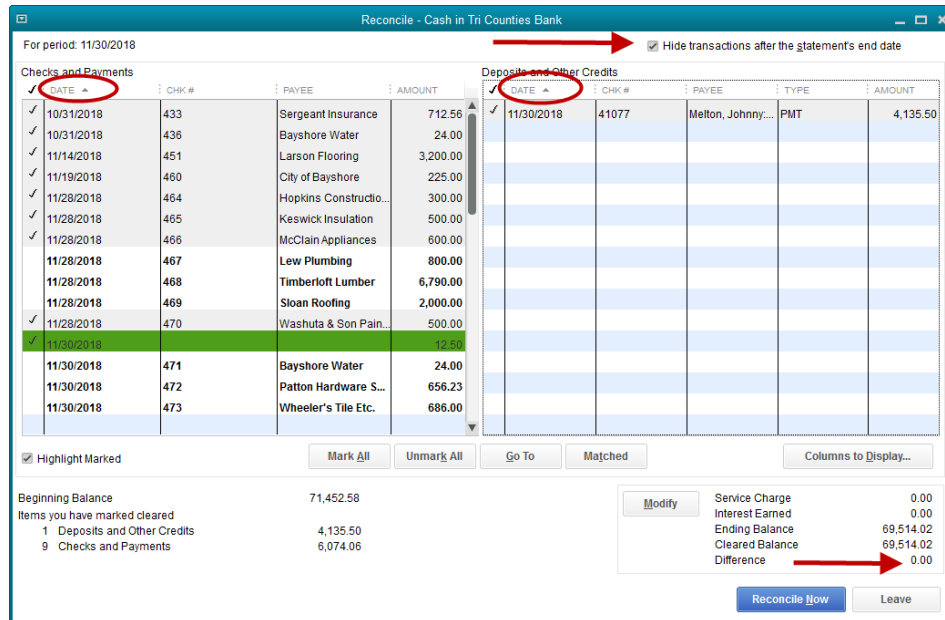 Reconcile - Cash in Tri Counties Bank
For period: 11/30/2018
Hide transactions after the statement's end date
Checks and Payments
DATE CHK # PAYEE AMOUNT
10/31/2018 433 Sergeant Insurance 712.56
10/31/2018 436 Bayshore Water 24.00
11/14/2018 451 Larson Flooring 3,200.00
11/19/2018 460 City of Bayshore 225.00
11/28/2018 464 Hopkins Constructio... 300.00
11/28/2018 465 Keswick Insulation 500.00
11/28/2018 466 McClain Appliances 600.00
11/28/2018 467 Lew Plumbing 800.00
11/28/2018 468 Timberloft Lumber 6,790.00
11/28/2018 469 Sloan Roofing 2,000.00
11/28/2018 470 Washuta & Son Pain... 500.00
11/30/2018 12.50
11/30/2018 471 Bayshore Water 24.00
11/30/2018 472 Patton Hardware S... 656.23
11/30/2018 473 Wheeler's Tile Etc. 686.00
Deposits and Other Credits
DATE CHK # PAYEE TYPE AMOUNT
11/30/2018 41077 Melton, Johnny:... PMT 4,135.50
Highlight Marked
Mark All Unmark All Go To Matched Columns to Display...
Beginning Balance 71,452.58
Items you have marked cleared
1 Deposits and Other Credits 4,135.50
9 Checks and Payments 6,074.06
Modify
Service Charge 0.00
Interest Earned 0.00
Ending Balance 69,514.02
Cleared Balance 69,514.02
Difference 0.00
Reconcile Now Leave